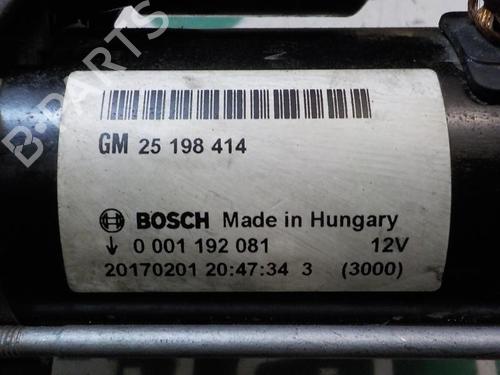 GM 25 198 414
BOSCH Made in Hungary
0 001 192 081 12V
20170201 20:47:34 3 (3000)
B-PARTS